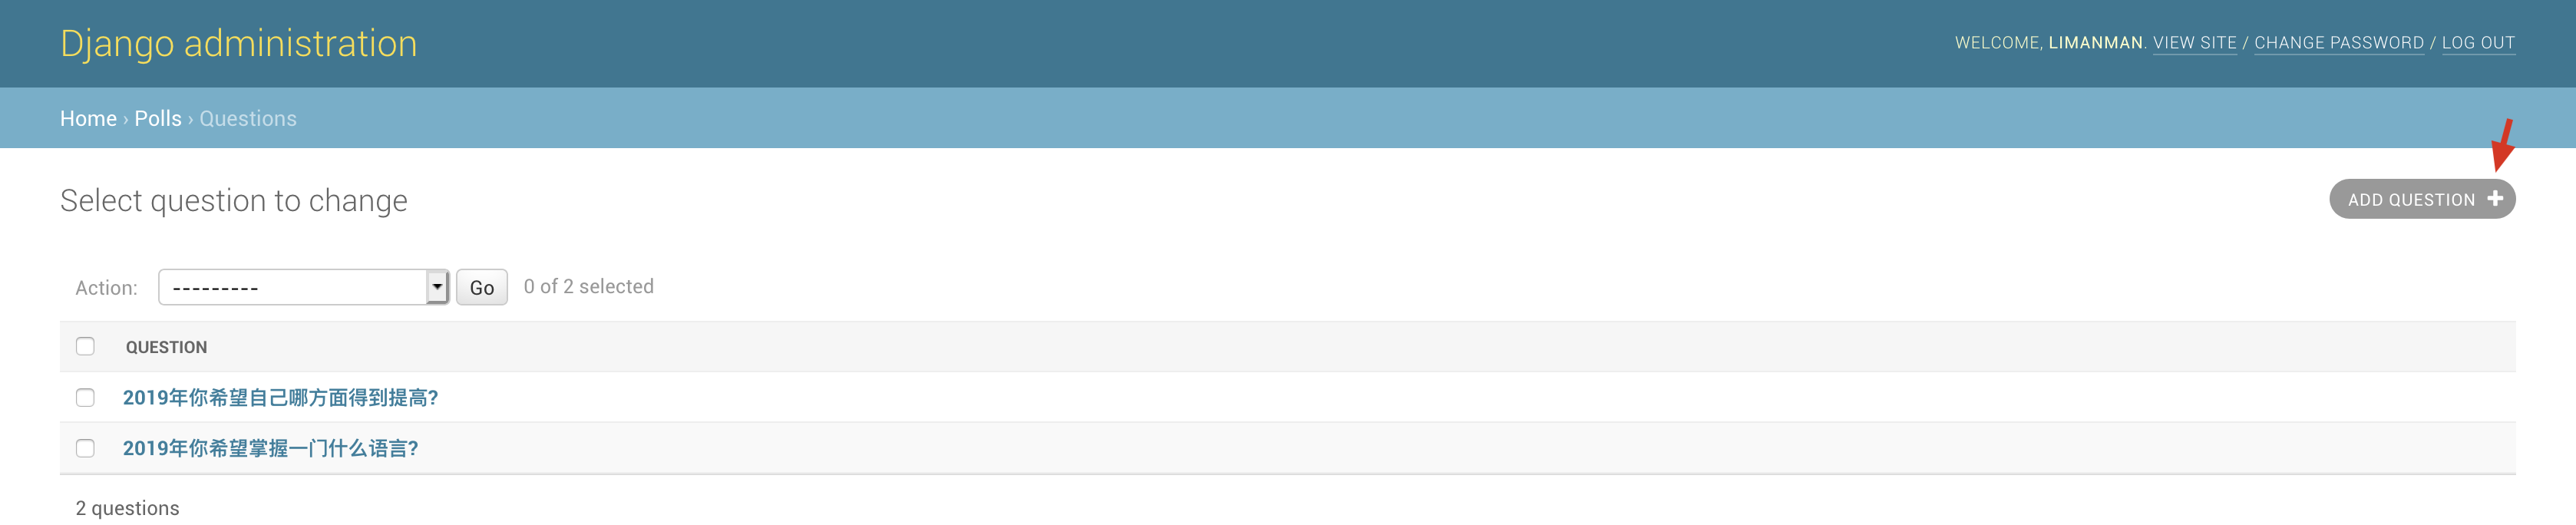 Django administration
WELCOME, LIMANMAN. VIEW SITE / CHANGE PASSWORD / LOG OUT
Home › Polls › Questions
Select question to change
ADD QUESTION +
Action: --------- Go 0 of 2 selected
QUESTION
2019年你希望自己哪方面得到提高?
2019年你希望掌握一门什么语言?
2 questions